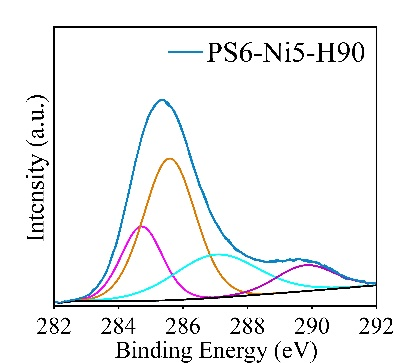 PS6-Ni5-H90
Intensity (a.u.)
282 284 286 288 290 292
Binding Energy (eV)